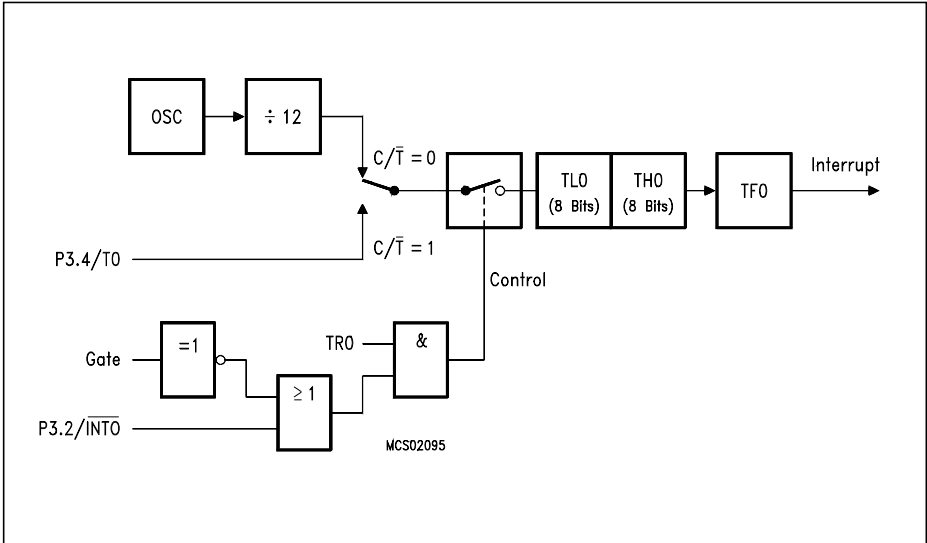 OSC
÷ 12
C/T̅ = 0
TL0
(8 Bits)
TH0
(8 Bits)
TF0
Interrupt
P3.4/T0
C/T̅ = 1
Control
Gate
=1
TR0
&
≥ 1
P3.2/I̅N̅T̅0̅
MCS02095